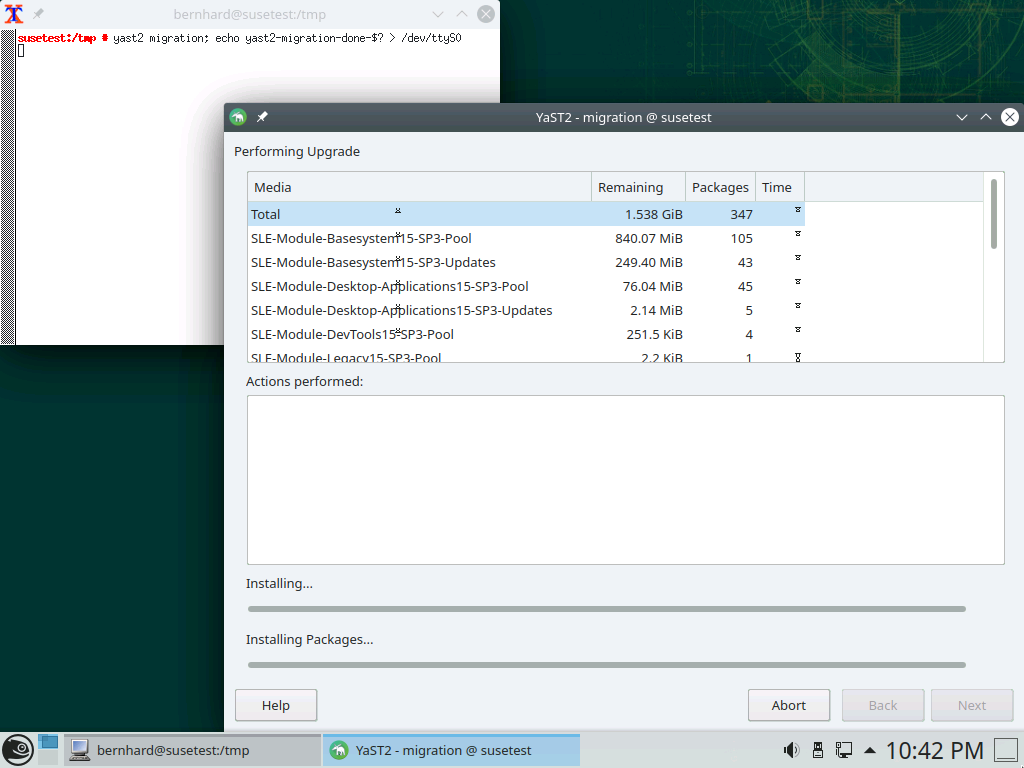 bernhard@susetest:/tmp
susetest:/tmp # yast2 migration; echo yast2-migration-done-$? > /dev/ttyS0
YaST2 - migration @ susetest
Performing Upgrade
Media Remaining Packages Time
Total 1.538 GiB 347
SLE-Module-Basesystem15-SP3-Pool 840.07 MiB 105
SLE-Module-Basesystem15-SP3-Updates 249.40 MiB 43
SLE-Module-Desktop-Applications15-SP3-Pool 76.04 MiB 45
SLE-Module-Desktop-Applications15-SP3-Updates 2.14 MiB 5
SLE-Module-DevTools15-SP3-Pool 251.5 KiB 4
SLE-Module-Legacy15-SP3-Pool 2.2 KiB 1
Actions performed:
Installing...
Installing Packages...
Help Abort Back Next
bernhard@susetest:/tmp YaST2 - migration @ susetest 10:42 PM